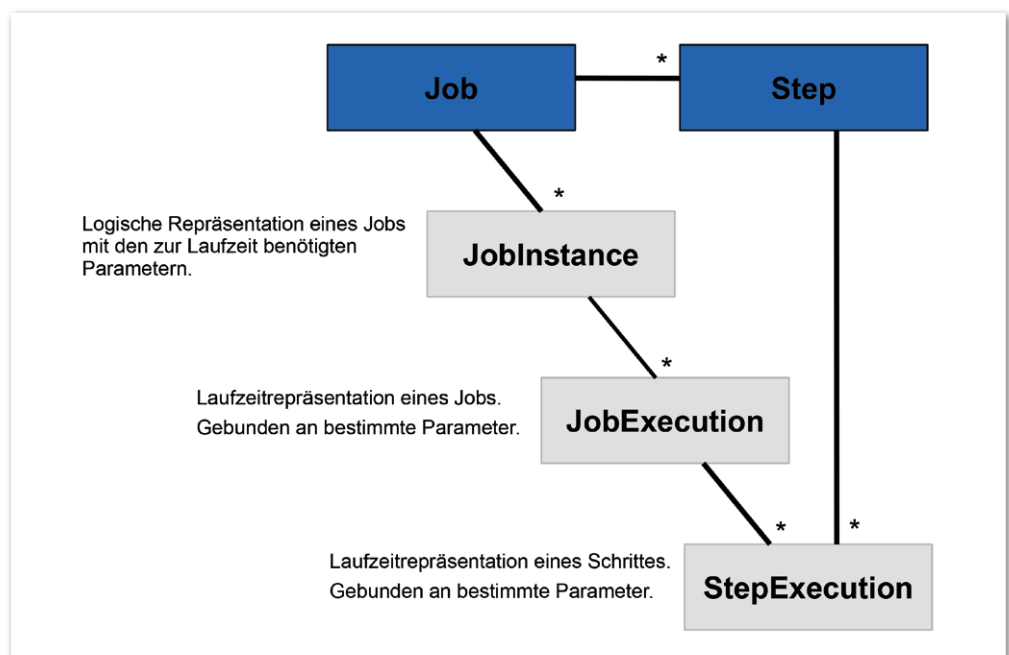 Job
*
Step
*
Logische Repräsentation eines Jobs
mit den zur Laufzeit benötigten
Parametern.
JobInstance
*
Laufzeitrepräsentation eines Jobs.
Gebunden an bestimmte Parameter.
JobExecution
*
*
Laufzeitrepräsentation eines Schrittes.
Gebunden an bestimmte Parameter.
StepExecution